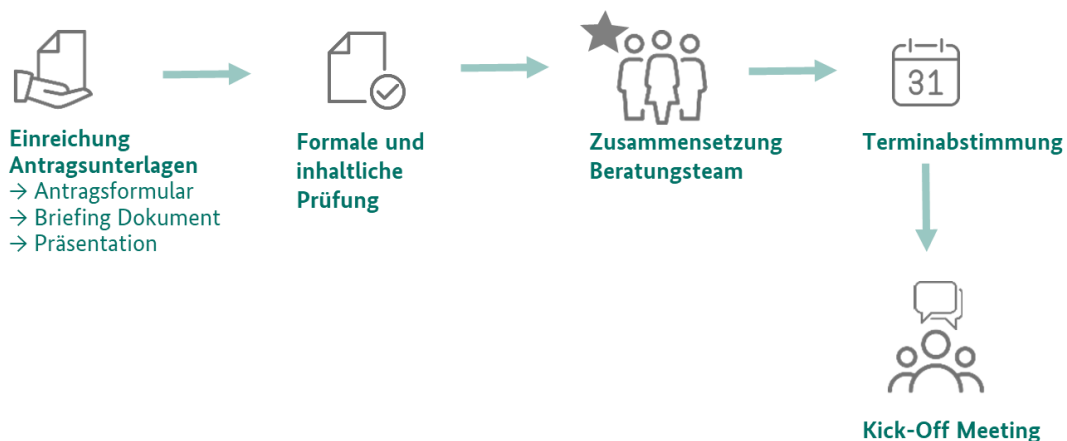 Einreichung
Antragsunterlagen
→ Antragsformular
→ Briefing Dokument
→ Präsentation
Formale und
inhaltliche
Prüfung
Zusammensetzung
Beratungsteam
31
Terminabstimmung
Kick-Off Meeting